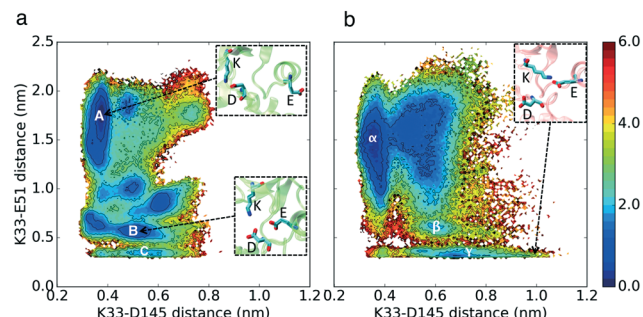 a
b
2.5
2.0
1.5
1.0
0.5
0.0
K33-E51 distance (nm)
0.2
0.4
0.6
0.8
1.0
1.2
K33-D145 distance (nm)
A
B
C
K
D
E
K
E
D
0.2
0.4
0.6
0.8
1.0
1.2
K33-D145 distance (nm)
α
β
γ
K
E
D
6.0
4.0
2.0
0.0